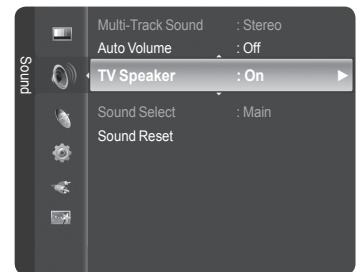 Sound
Multi-Track Sound : Stereo
Auto Volume : Off
TV Speaker : On
Sound Select : Main
Sound Reset